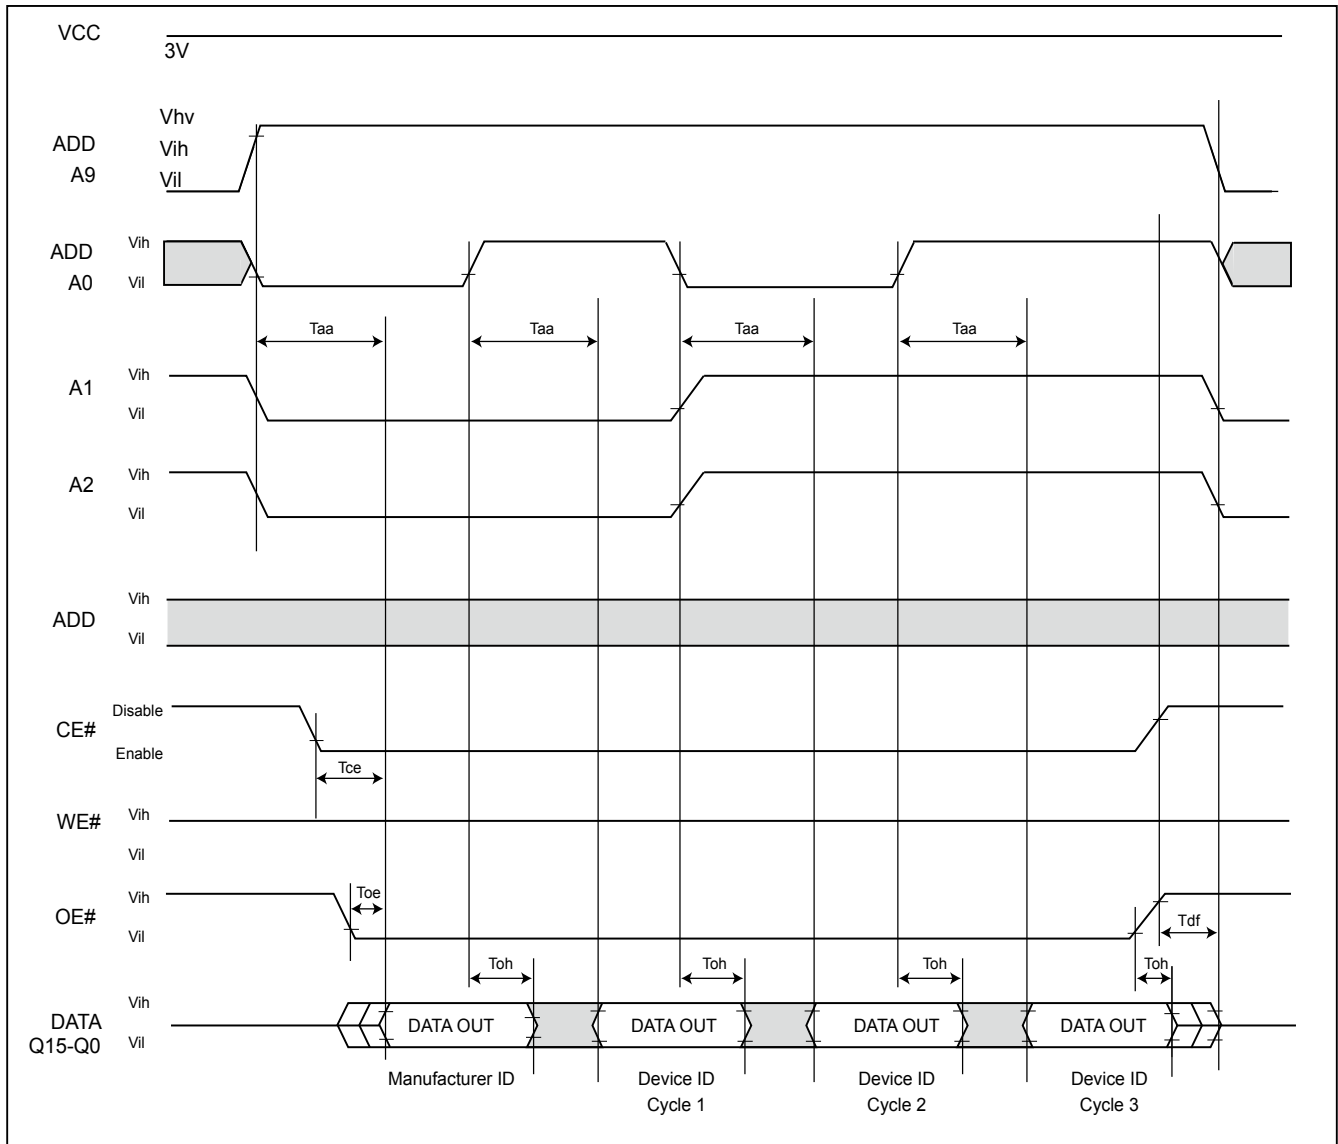 VCC
3V
ADD
A9
Vhv
Vih
Vil
ADD
A0
Vih
Vil
Taa
Taa
Taa
Taa
A1
Vih
Vil
A2
Vih
Vil
ADD
Vih
Vil
CE#
Disable
Enable
Tce
WE#
Vih
Vil
OE#
Vih
Vil
Toe
Tdf
Toh
Toh
Toh
Toh
DATA
Q15-Q0
Vih
Vil
DATA OUT
DATA OUT
DATA OUT
DATA OUT
Manufacturer ID
Device ID
Cycle 1
Device ID
Cycle 2
Device ID
Cycle 3